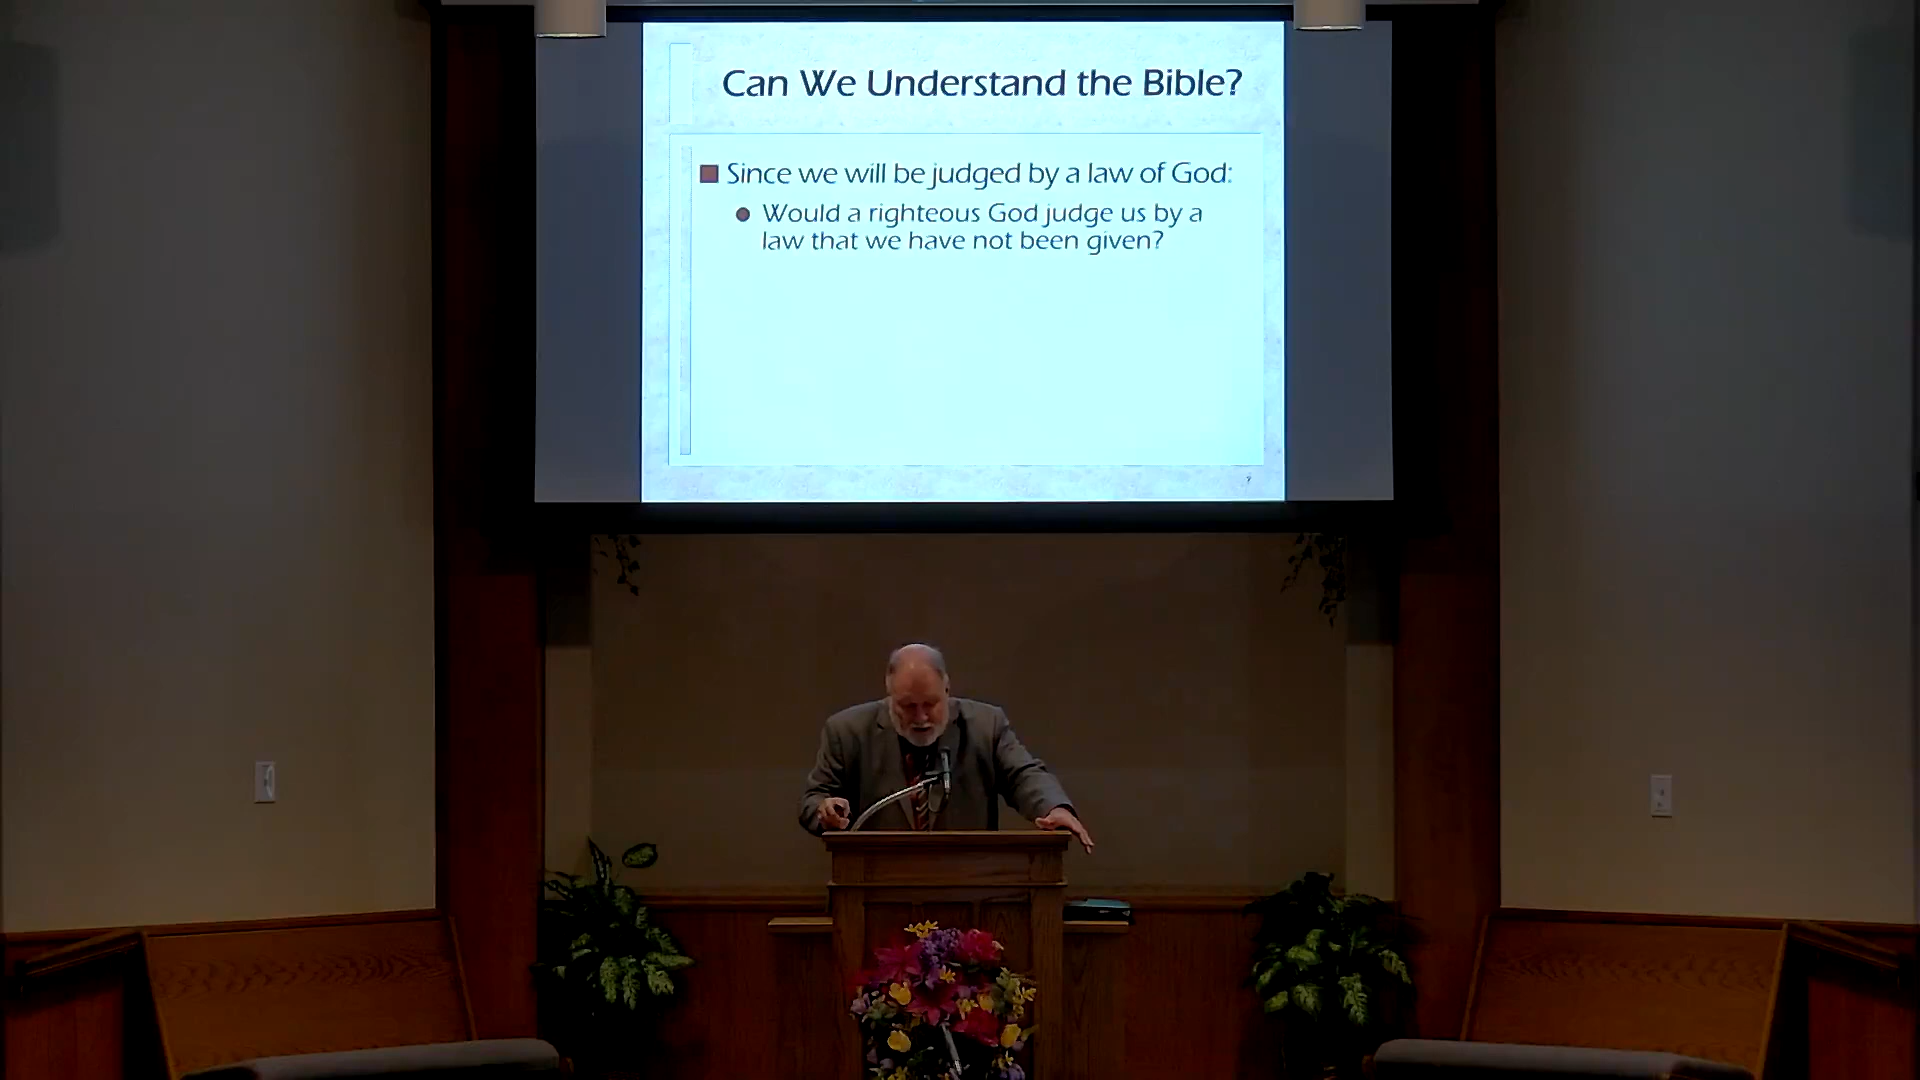 Can We Understand the Bible?
Since we will be judged by a law of God:
Would a righteous God judge us by a
law that we have not been given?